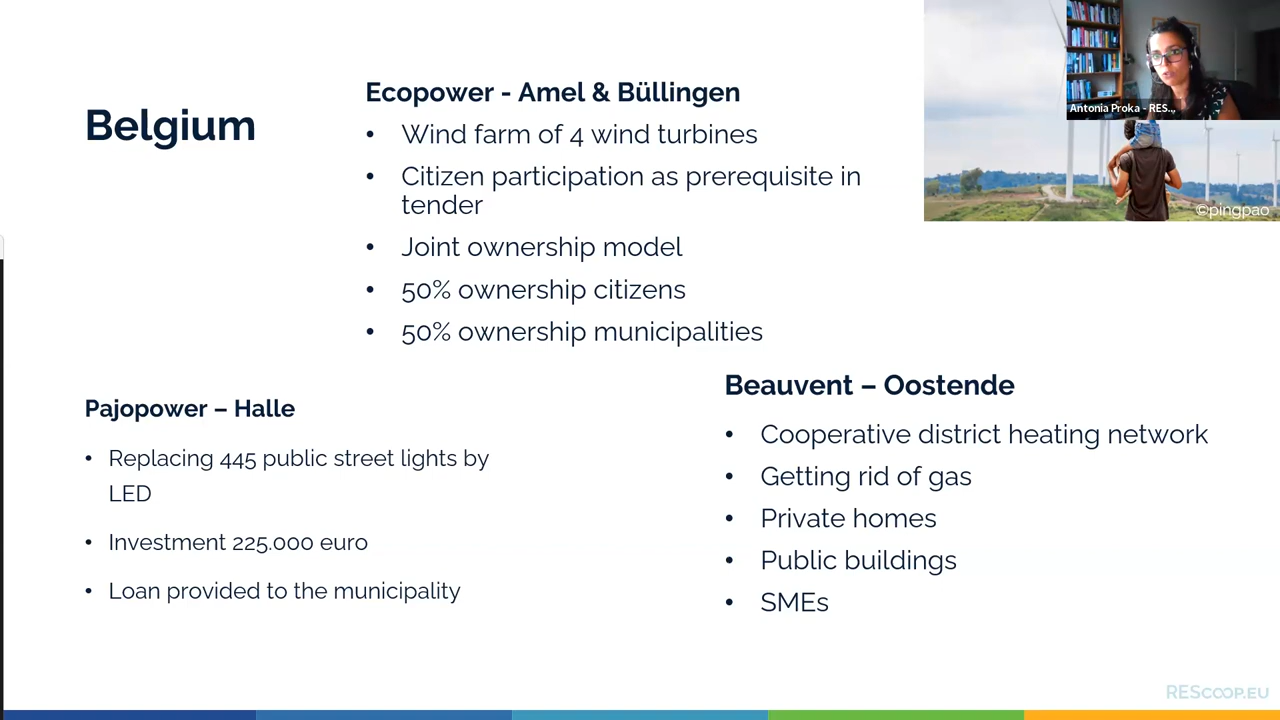 Belgium
Ecopower - Amel & Büllingen
• Wind farm of 4 wind turbines
• Citizen participation as prerequisite in
tender
• Joint ownership model
• 50% ownership citizens
• 50% ownership municipalities
Antonia Proka - RES...
©pingpao
Pajopower – Halle
• Replacing 445 public street lights by
LED
• Investment 225.000 euro
• Loan provided to the municipality
Beauvent – Oostende
• Cooperative district heating network
• Getting rid of gas
• Private homes
• Public buildings
• SMEs
REScoop.eu